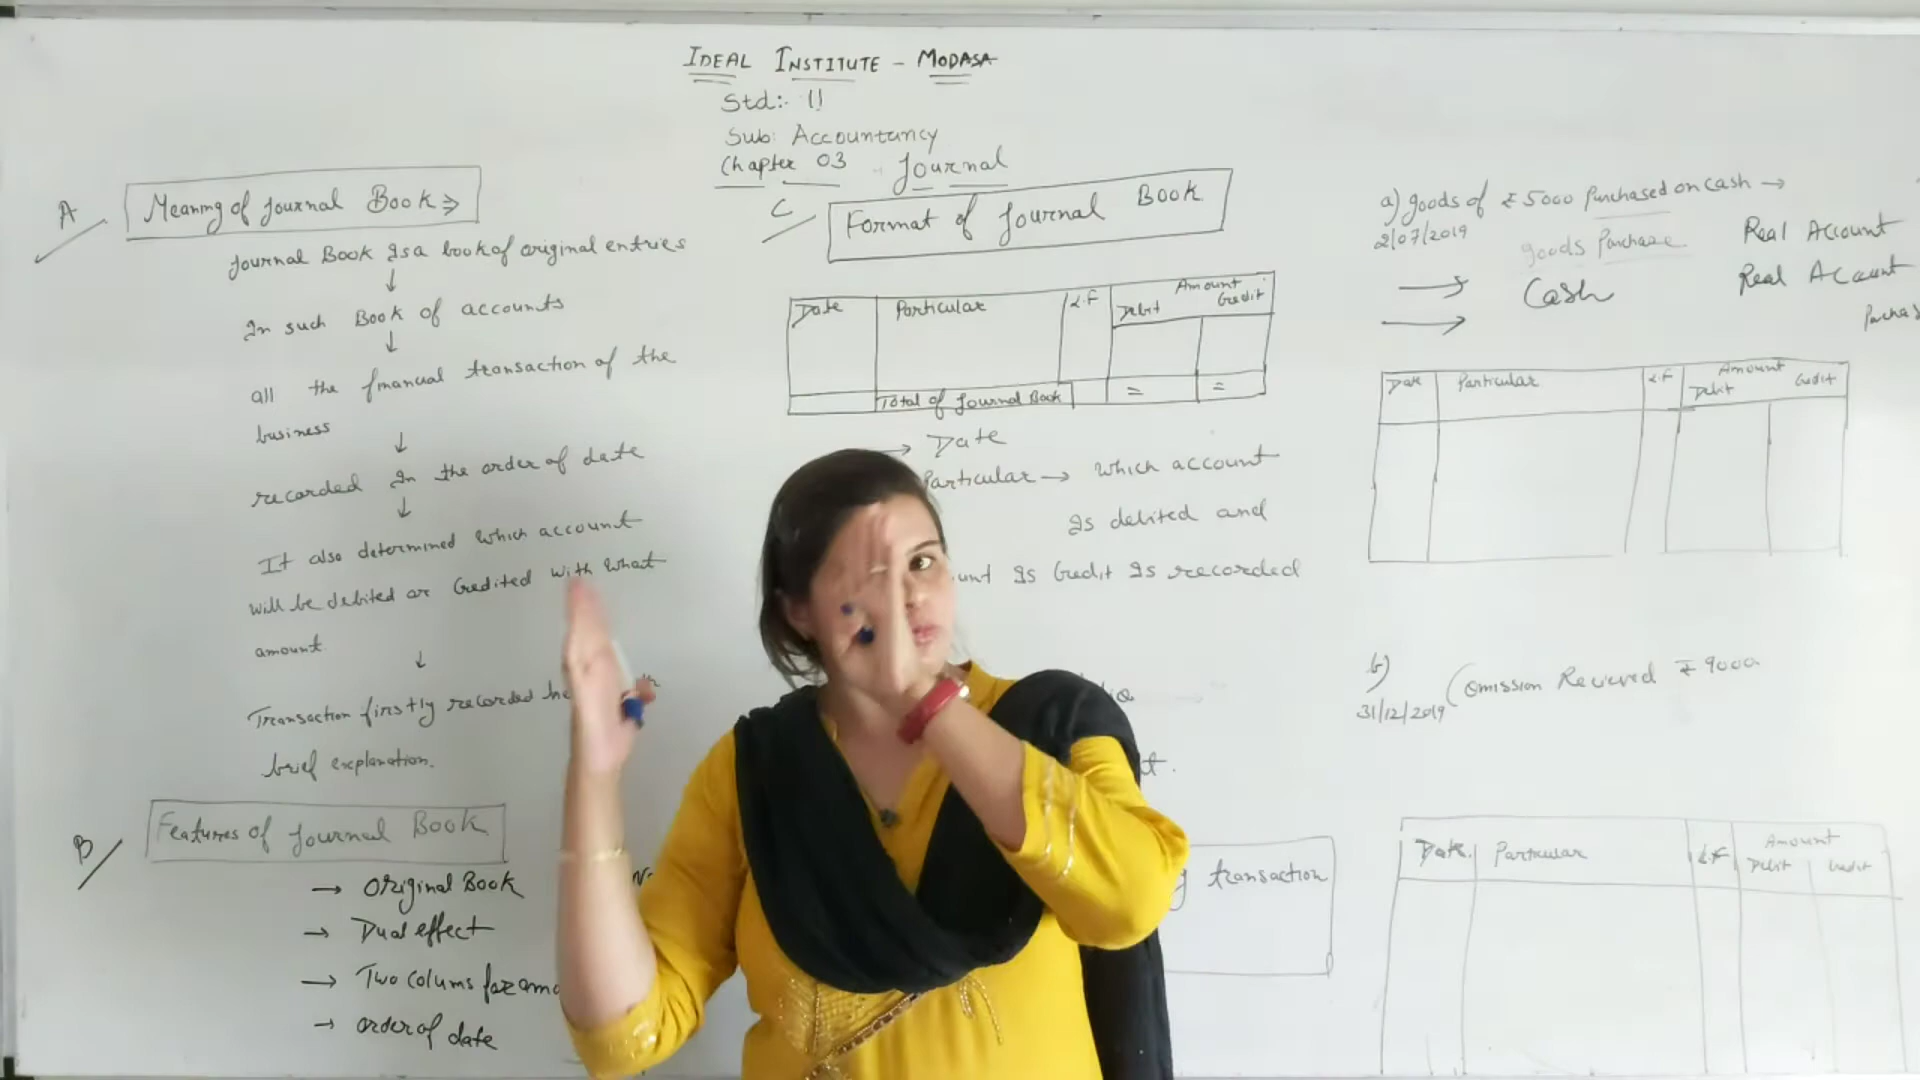 IDEAL INSTITUTE - MODASA
Std:- 11
Sub: Accountancy
Chapter 03 - Journal
A
Meaning of Journal Book
Journal Book Is a book of original entries
↓
In such Book of accounts
↓
all the financial transaction of the
business
↓
recorded In the order of date
↓
It also determined which account
will be debited or Credited with what
amount.
↓
Transaction firstly recorded
brief explanation.
B
Features of Journal Book
→ Original Book
→ Dual effect
→ Two colums for
→ order of date
C
Format of Journal Book
Date Particular L.F Amount
Debit Credit
Total of Journal Book = =
→ Date
Particular → which account
Is debited and
Is Credit Is recorded
transaction
a) goods of ₹ 5000 Purchased on cash →
2/07/2019
goods Purchase Real Account
→ Cash Real Account
→
Date Particular L.F Amount
Debit Credit
b)
31/12/2019 Comission Recieved ₹ 9000
Date Particular L.F Amount
Debit Credit